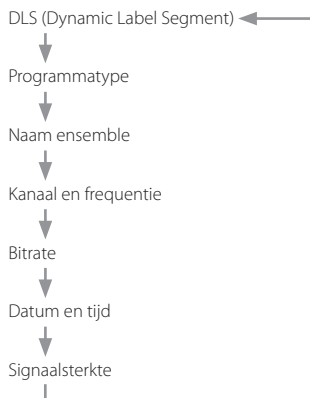 DLS (Dynamic Label Segment)
Programmatype
Naam ensemble
Kanaal en frequentie
Bitrate
Datum en tijd
Signaalsterkte